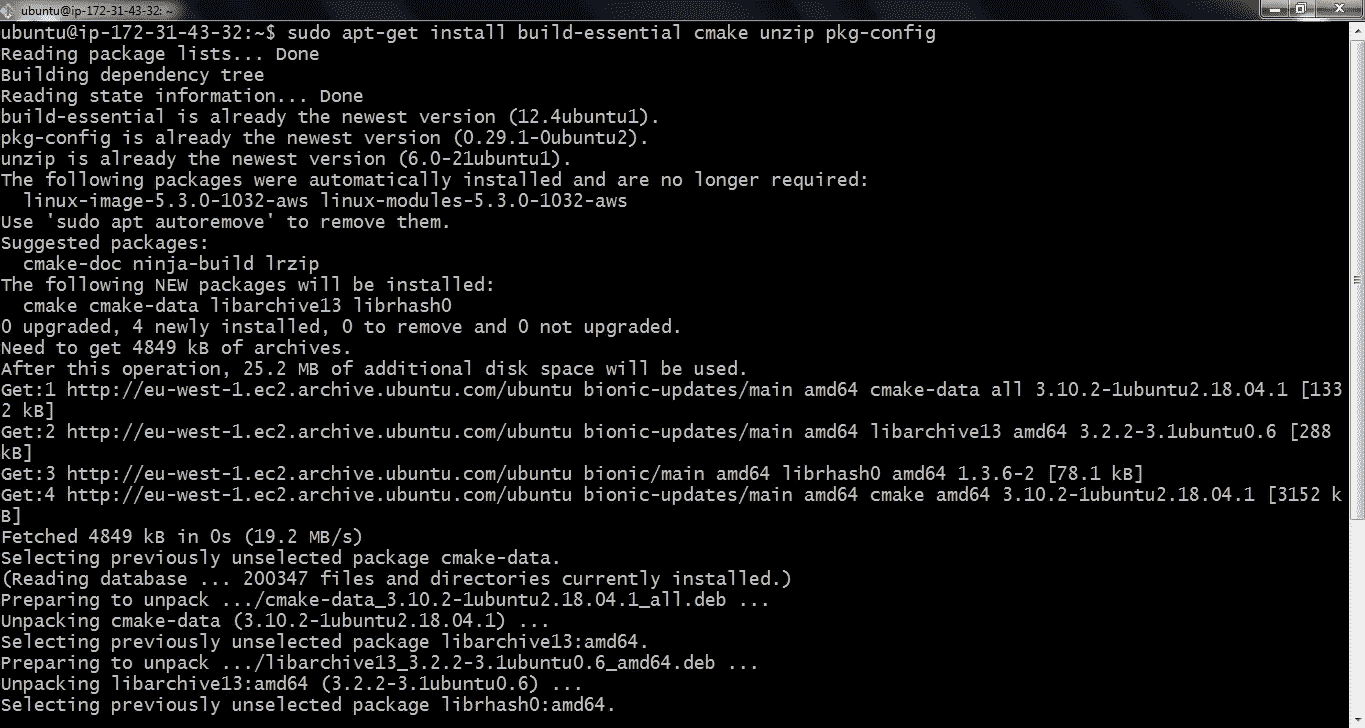 ubuntu@ip-172-31-43-32: ~
ubuntu@ip-172-31-43-32:~$ sudo apt-get install build-essential cmake unzip pkg-config
Reading package lists... Done
Building dependency tree
Reading state information... Done
build-essential is already the newest version (12.4ubuntu1).
pkg-config is already the newest version (0.29.1-0ubuntu2).
unzip is already the newest version (6.0-21ubuntu1).
The following packages were automatically installed and are no longer required:
  linux-image-5.3.0-1032-aws linux-modules-5.3.0-1032-aws
Use 'sudo apt autoremove' to remove them.
Suggested packages:
  cmake-doc ninja-build lrzip
The following NEW packages will be installed:
  cmake cmake-data libarchive13 librhash0
0 upgraded, 4 newly installed, 0 to remove and 0 not upgraded.
Need to get 4849 kB of archives.
After this operation, 25.2 MB of additional disk space will be used.
Get:1 http://eu-west-1.ec2.archive.ubuntu.com/ubuntu bionic-updates/main amd64 cmake-data all 3.10.2-1ubuntu2.18.04.1 [133
2 kB]
Get:2 http://eu-west-1.ec2.archive.ubuntu.com/ubuntu bionic-updates/main amd64 libarchive13 amd64 3.2.2-3.1ubuntu0.6 [288
kB]
Get:3 http://eu-west-1.ec2.archive.ubuntu.com/ubuntu bionic/main amd64 librhash0 amd64 1.3.6-2 [78.1 kB]
Get:4 http://eu-west-1.ec2.archive.ubuntu.com/ubuntu bionic-updates/main amd64 cmake amd64 3.10.2-1ubuntu2.18.04.1 [3152 k
B]
Fetched 4849 kB in 0s (19.2 MB/s)
Selecting previously unselected package cmake-data.
(Reading database ... 200347 files and directories currently installed.)
Preparing to unpack .../cmake-data_3.10.2-1ubuntu2.18.04.1_all.deb ...
Unpacking cmake-data (3.10.2-1ubuntu2.18.04.1) ...
Selecting previously unselected package libarchive13:amd64.
Preparing to unpack .../libarchive13_3.2.2-3.1ubuntu0.6_amd64.deb ...
Unpacking libarchive13:amd64 (3.2.2-3.1ubuntu0.6) ...
Selecting previously unselected package librhash0:amd64.